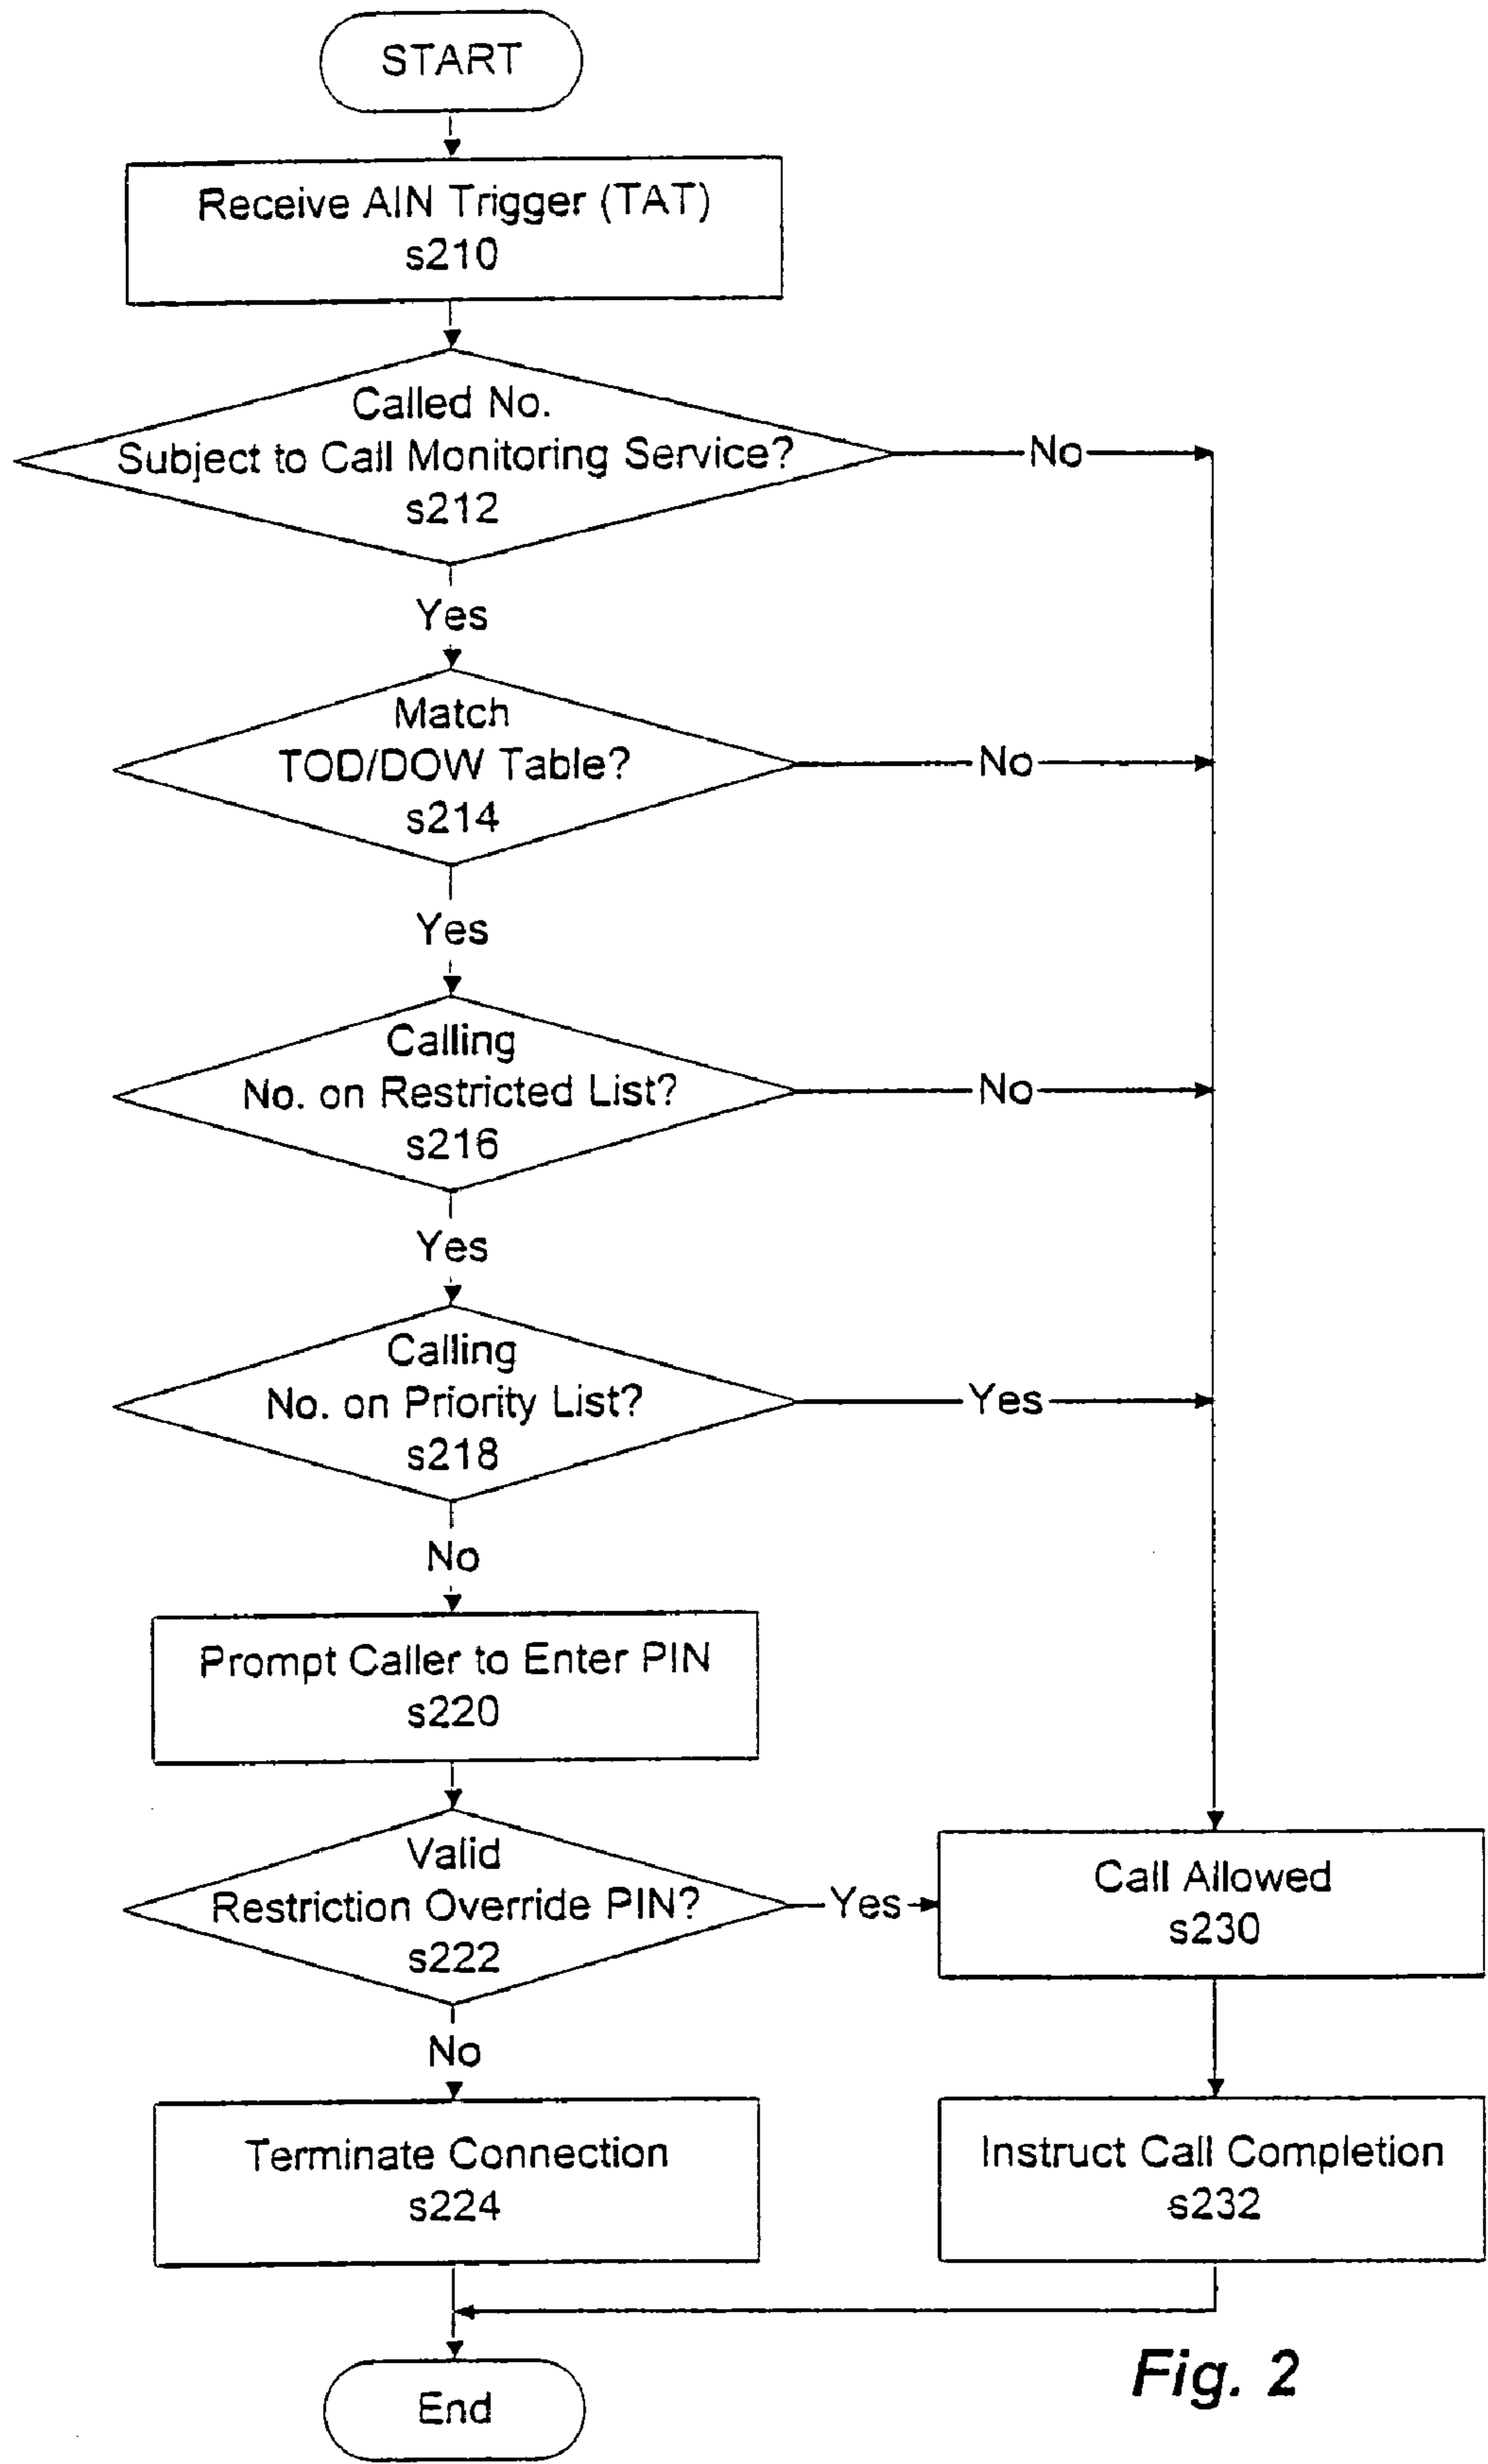 START
Receive AIN Trigger (TAT)
s210
Called No.
Subject to Call Monitoring Service?
s212
No
Yes
Match
TOD/DOW Table?
s214
No
Yes
Calling
No. on Restricted List?
s216
No
Yes
Calling
No. on Priority List?
s218
Yes
No
Prompt Caller to Enter PIN
s220
Valid
Restriction Override PIN?
s222
Yes
Call Allowed
s230
No
Terminate Connection
s224
Instruct Call Completion
s232
End
Fig. 2